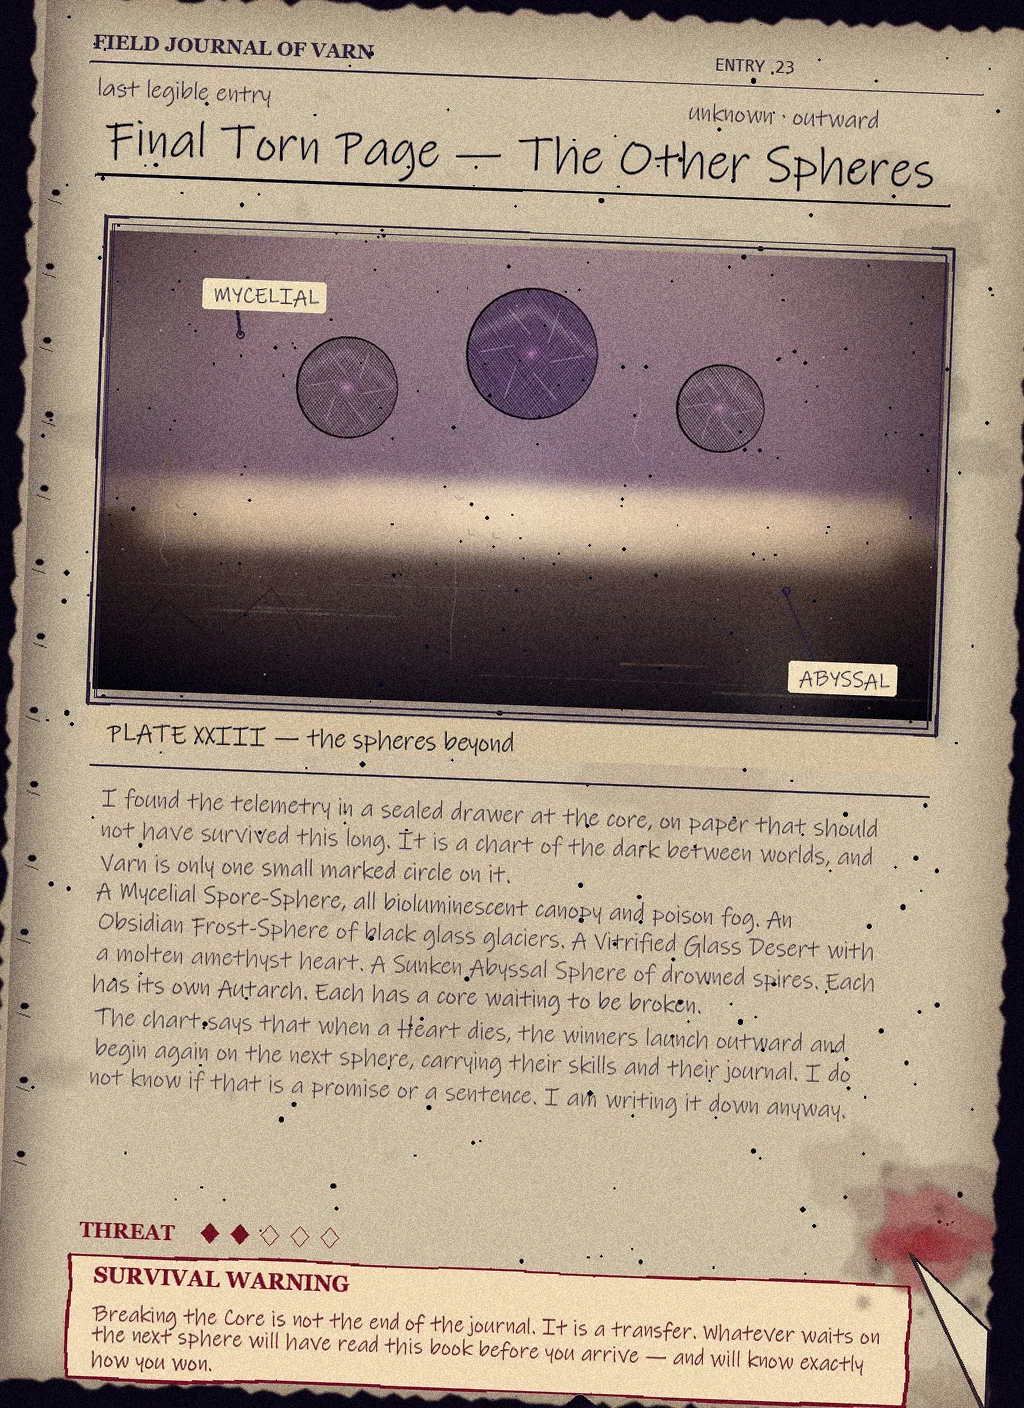 FIELD JOURNAL OF VARN
ENTRY 23
last legible entry
unknown · outward
Final Torn Page — The Other Spheres
MYCELIAL
ABYSSAL
PLATE XXIII — the spheres beyond
I found the telemetry in a sealed drawer at the core, on paper that should
not have survived this long. It is a chart of the dark between worlds, and
Varn is only one small marked circle on it.
A Mycelial Spore-Sphere, all bioluminescent canopy and poison fog. An
Obsidian Frost-Sphere of black glass glaciers. A Vitrified Glass Desert with
a molten amethyst heart. A Sunken Abyssal Sphere of drowned spires. Each
has its own Autarch. Each has a core waiting to be broken.
The chart says that when a Heart dies, the winners launch outward and
begin again on the next sphere, carrying their skills and their journal. I do
not know if that is a promise or a sentence. I am writing it down anyway.
THREAT
SURVIVAL WARNING
Breaking the Core is not the end of the journal. It is a transfer. Whatever waits on
the next sphere will have read this book before you arrive — and will know exactly
how you won.